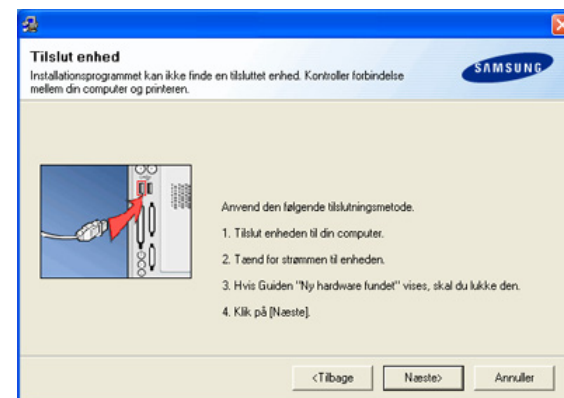 Tilslut enhed
Installationsprogrammet kan ikke finde en tilsluttet enhed. Kontroller forbindelse
mellem din computer og printeren.
SAMSUNG
Anvend den følgende tilslutningsmetode.
1. Tilslut enheden til din computer.
2. Tænd for strømmen til enheden.
3. Hvis Guiden "Ny hardware fundet" vises, skal du lukke den.
4. Klik på [Næste].
<Tilbage
Næste>
Annuller